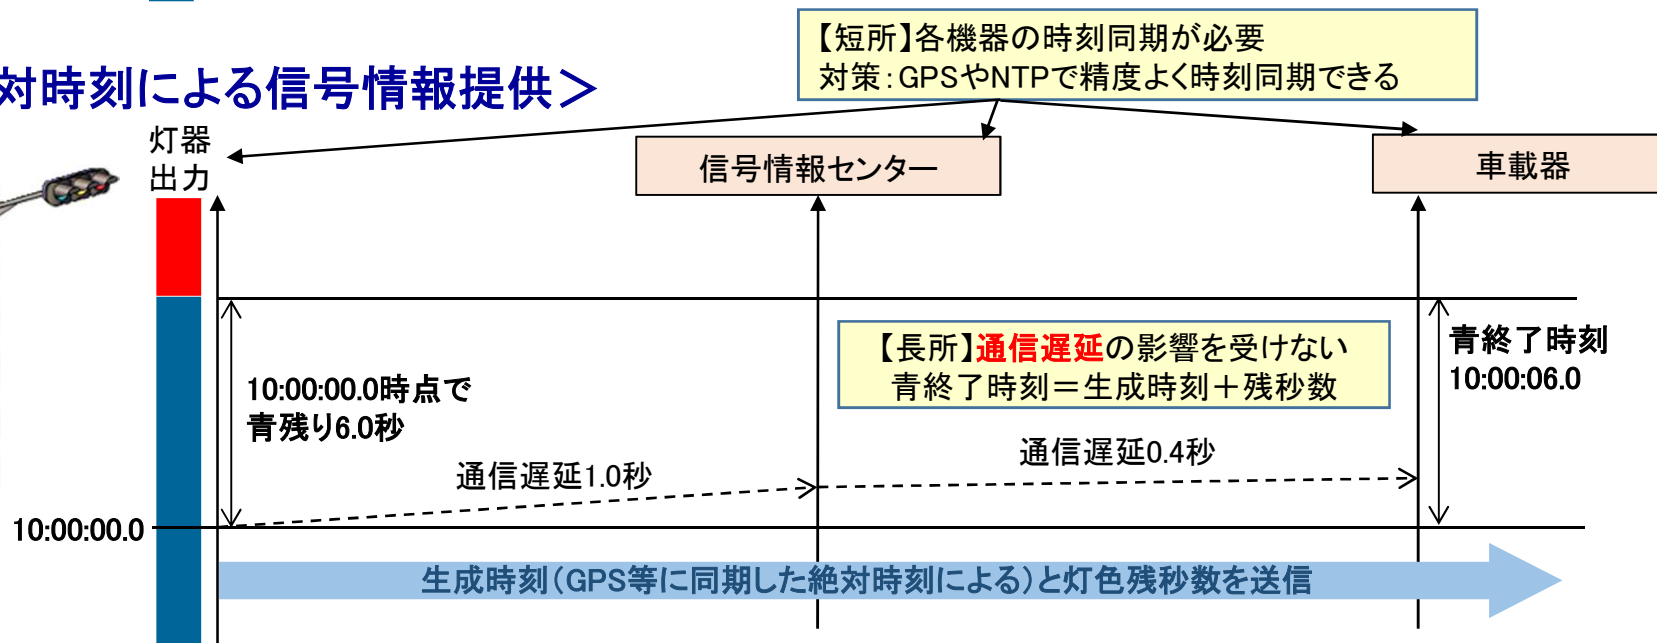 【短所】各機器の時刻同期が必要
対策：GPSやNTPで精度よく時刻同期できる
対時刻による信号情報提供＞
灯器
出力
信号情報センター
車載器
【長所】通信遅延の影響を受けない
青終了時刻＝生成時刻＋残秒数
青終了時刻
10:00:06.0
10:00:00.0時点で
青残り6.0秒
通信遅延1.0秒
通信遅延0.4秒
10:00:00.0
生成時刻（GPS等に同期した絶対時刻による）と灯色残秒数を送信